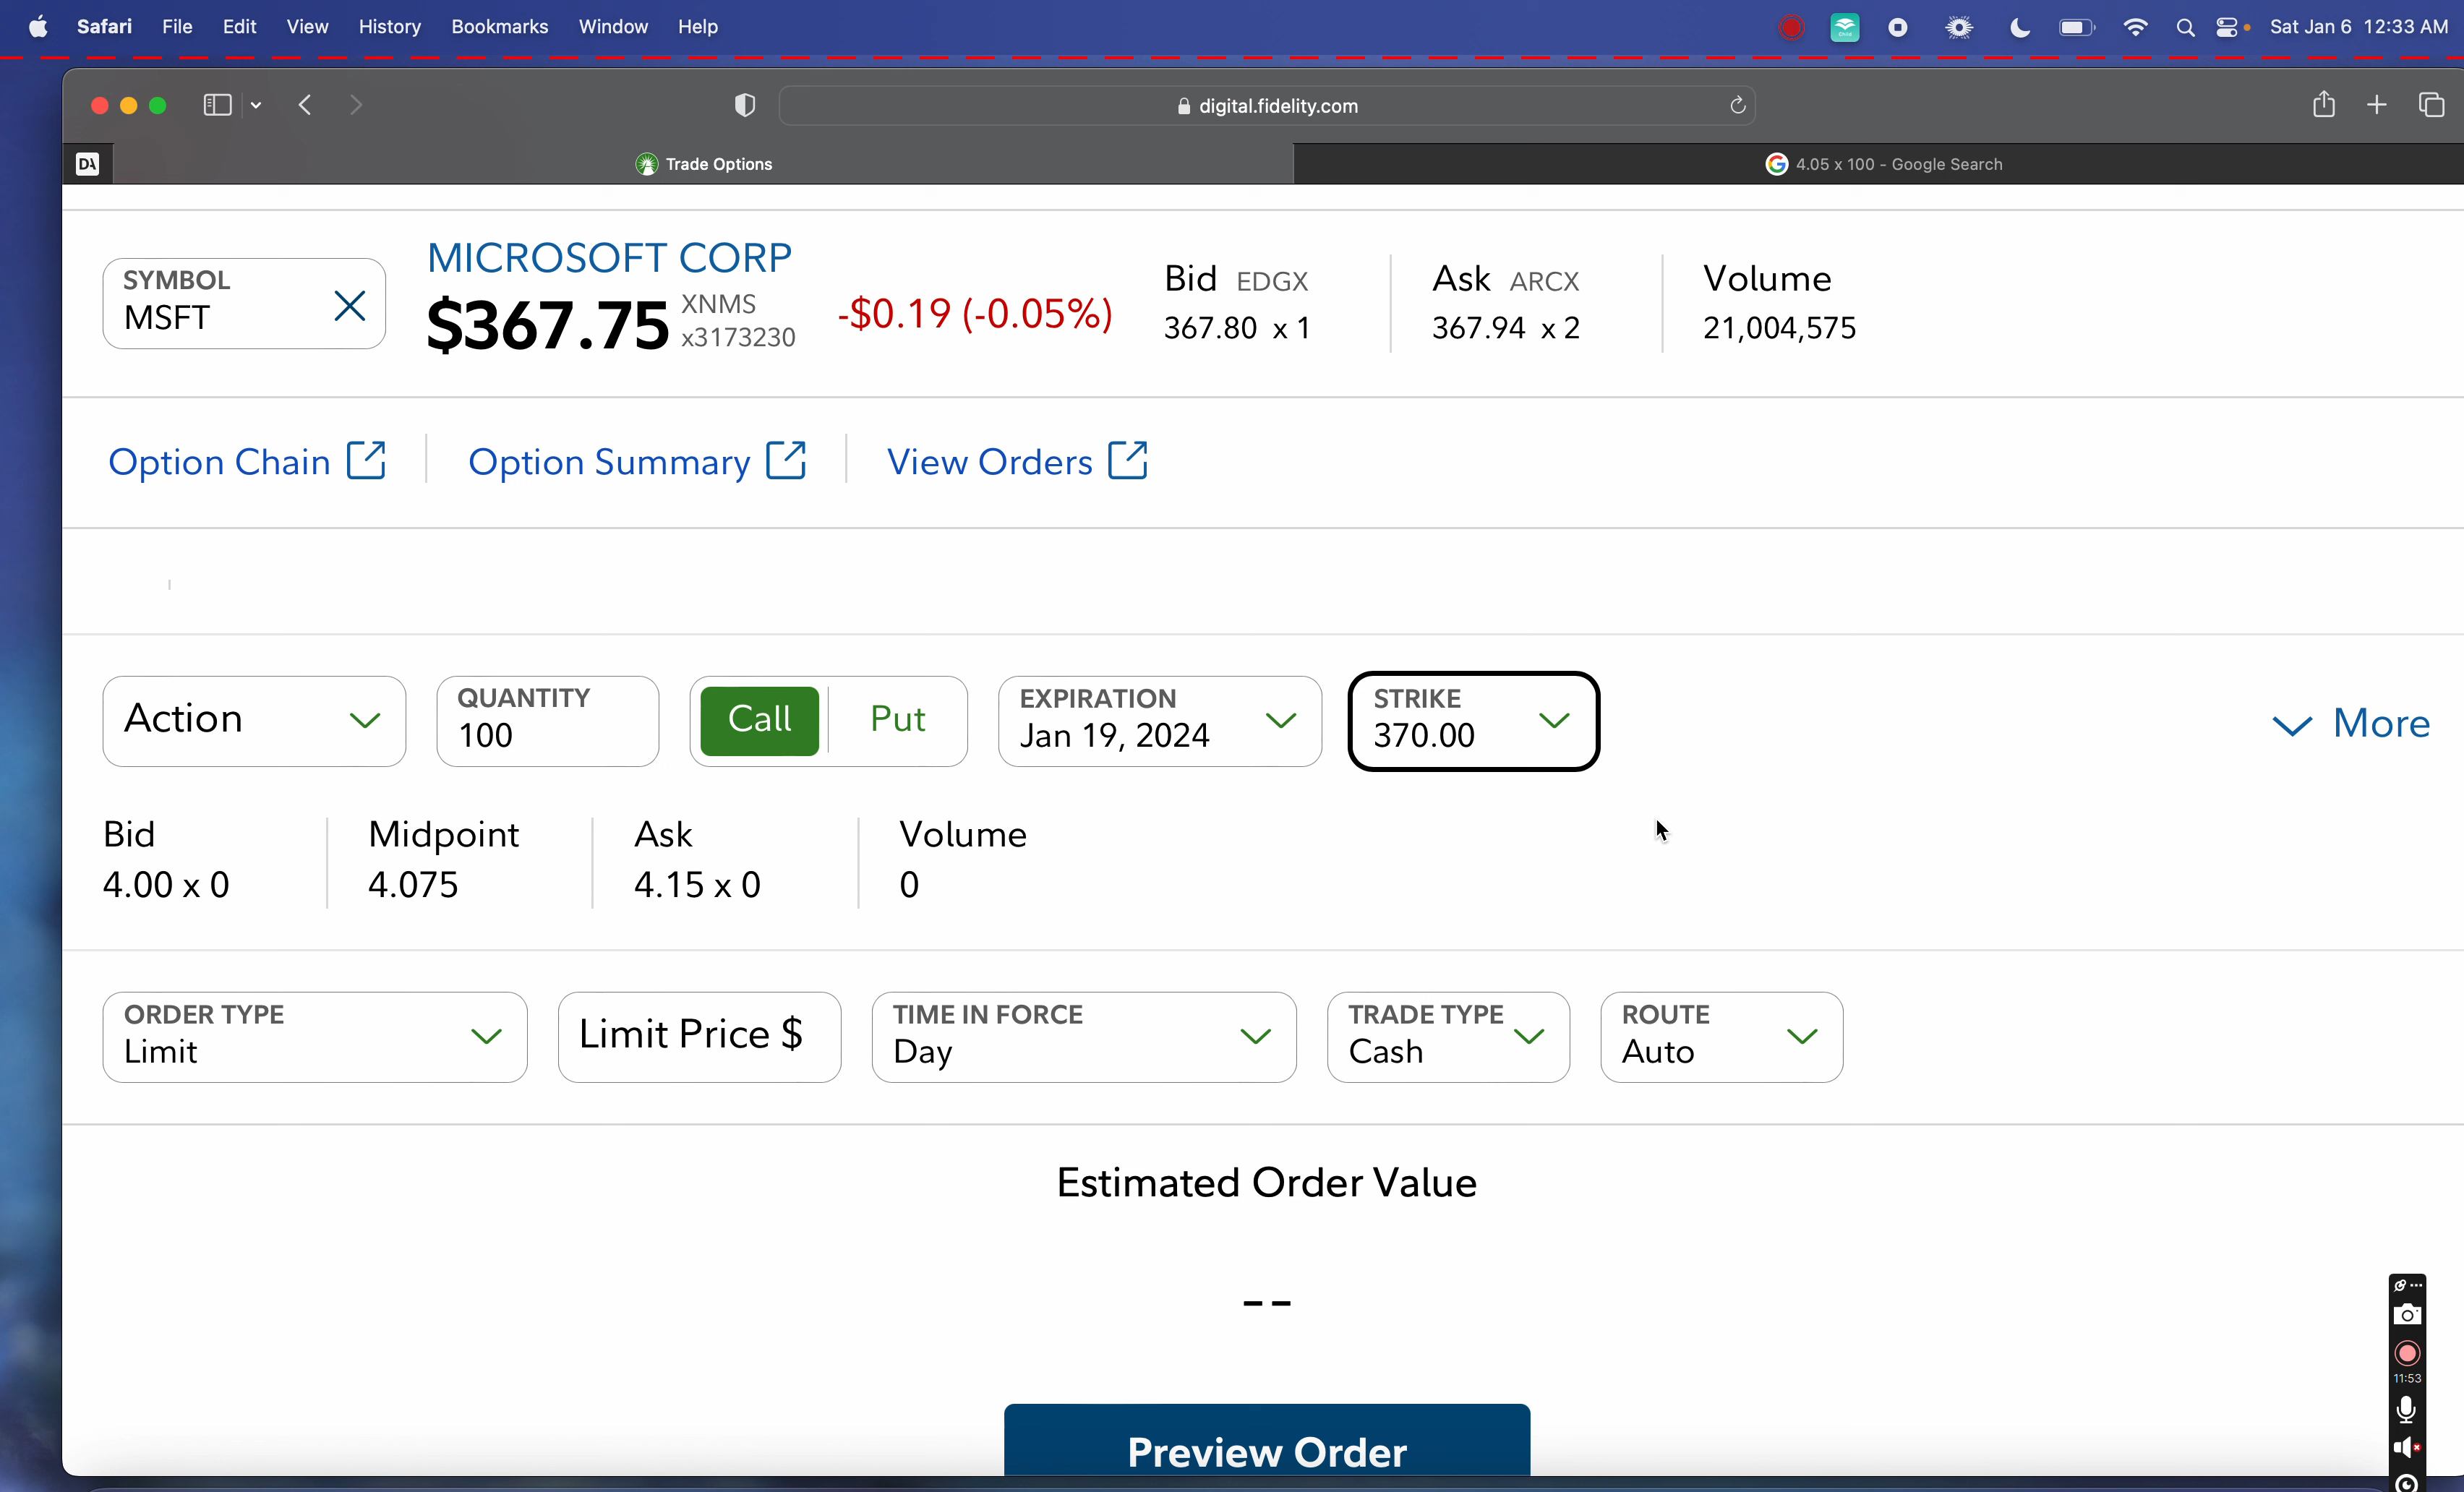 Safari File Edit View History Bookmarks Window Help Sat Jan 6 12:33 AM
digital.fidelity.com
DA Trade Options 4.05 x 100 - Google Search
MICROSOFT CORP
SYMBOL
MSFT
$367.75
XNMS
x3173230
-$0.19 (-0.05%)
Bid EDGX
367.80 x 1
Ask ARCX
367.94 x 2
Volume
21,004,575
Option Chain Option Summary View Orders
Action
QUANTITY
100
Call Put
EXPIRATION
Jan 19, 2024
STRIKE
370.00
More
Bid
4.00 x 0
Midpoint
4.075
Ask
4.15 x 0
Volume
0
ORDER TYPE
Limit
Limit Price $
TIME IN FORCE
Day
TRADE TYPE
Cash
ROUTE
Auto
Estimated Order Value
--
Preview Order
11:53